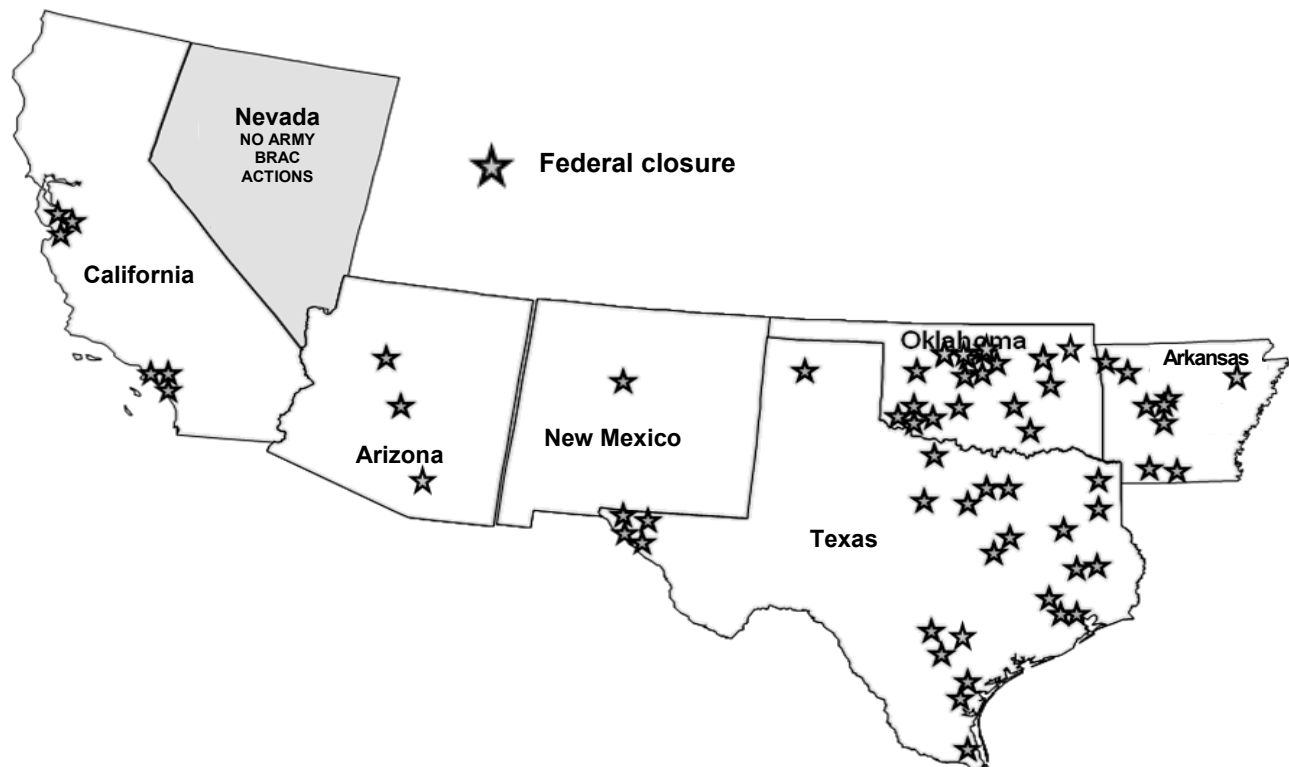 Nevada
NO ARMY
BRAC
ACTIONS
Federal closure
California
Oklahoma
Arkansas
Arizona
New Mexico
Texas